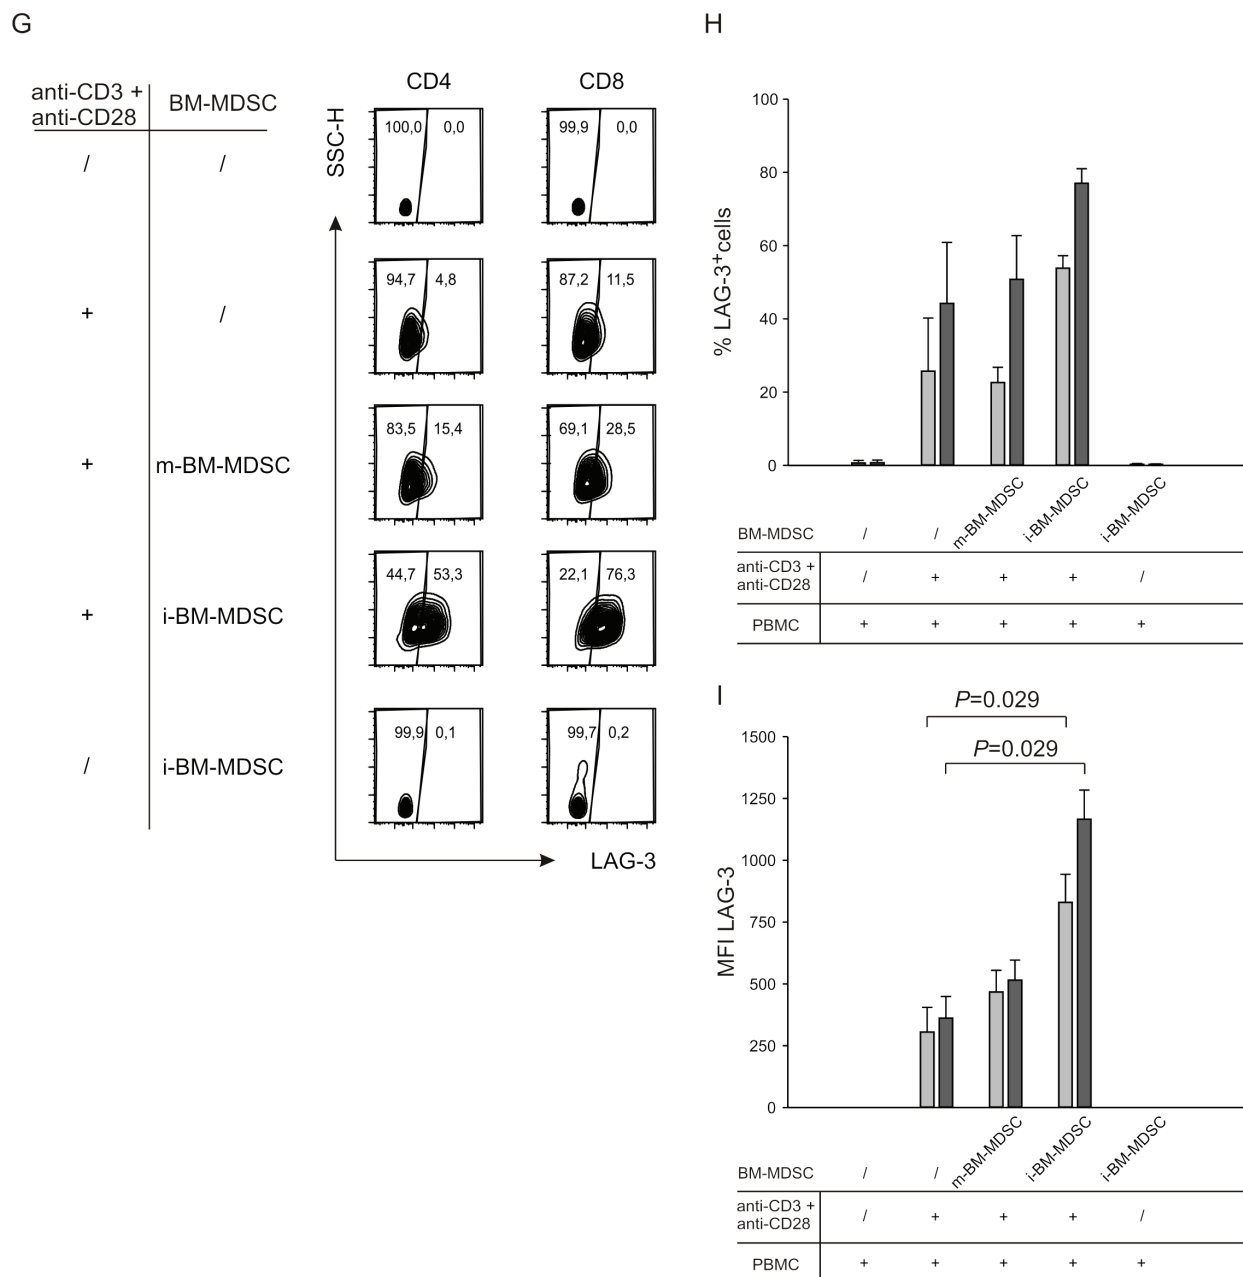 G
anti-CD3 +
anti-CD28
BM-MDSC
CD4
CD8
SSC-H
/ /
100,0 0,0
99,9 0,0
+ /
94,7 4,8
87,2 11,5
+ m-BM-MDSC
83,5 15,4
69,1 28,5
+ i-BM-MDSC
44,7 53,3
22,1 76,3
/ i-BM-MDSC
99,9 0,1
99,7 0,2
LAG-3
H
% LAG-3+cells
100
80
60
40
20
0
BM-MDSC / / m-BM-MDSC i-BM-MDSC i-BM-MDSC
anti-CD3 +
anti-CD28
/ + + + /
PBMC + + + + +
I
P=0.029
P=0.029
MFI LAG-3
1500
1250
1000
750
500
250
0
BM-MDSC / / m-BM-MDSC i-BM-MDSC i-BM-MDSC
anti-CD3 +
anti-CD28
/ + + + /
PBMC + + + + +